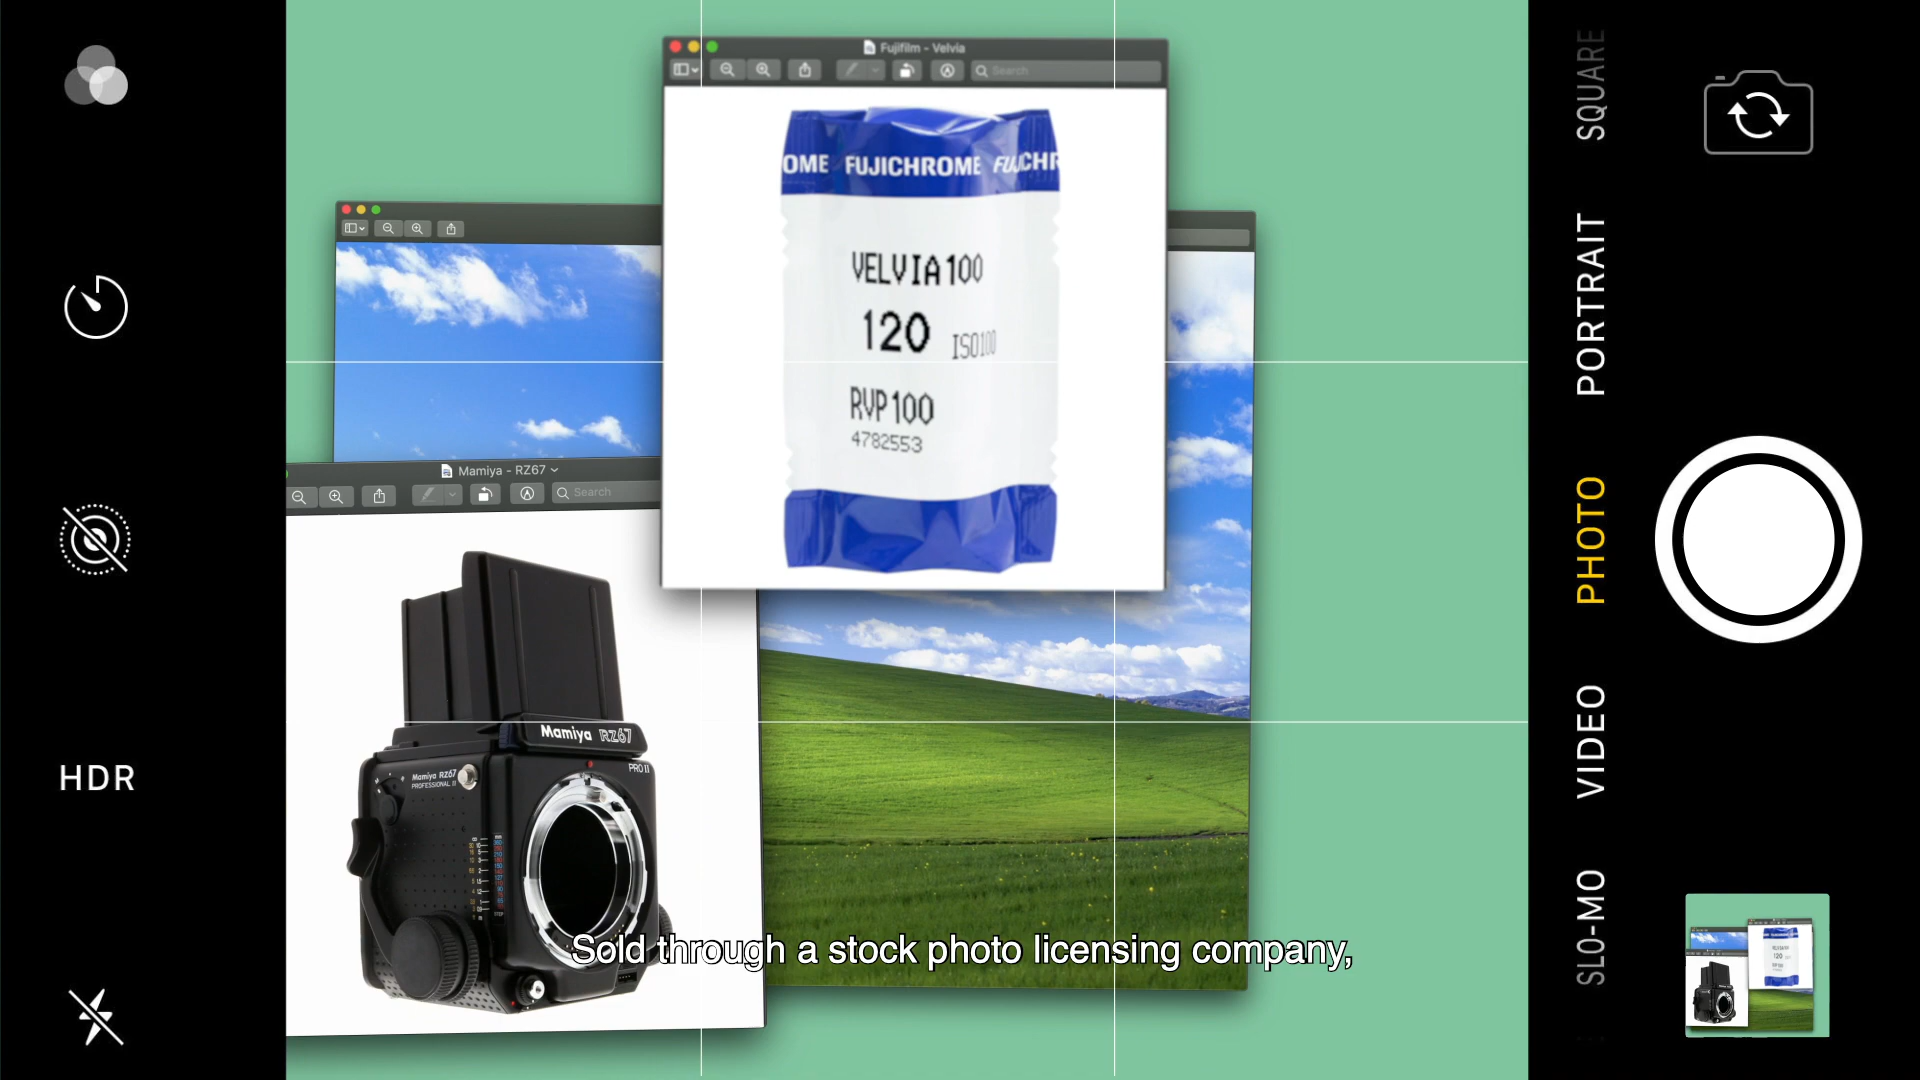 Fujifilm - Velvia
Search
OME FUJICHROME FUJICHR
VELVIA 100
120 ISO100
RVP100
4782553
Mamiya - RZ67
Search
Mamiya RZ67
PRO II
Mamiya RZ67
PROFESSIONAL II
HDR
SQUARE
PORTRAIT
PHOTO
VIDEO
SLO-MO
Sold through a stock photo licensing company,